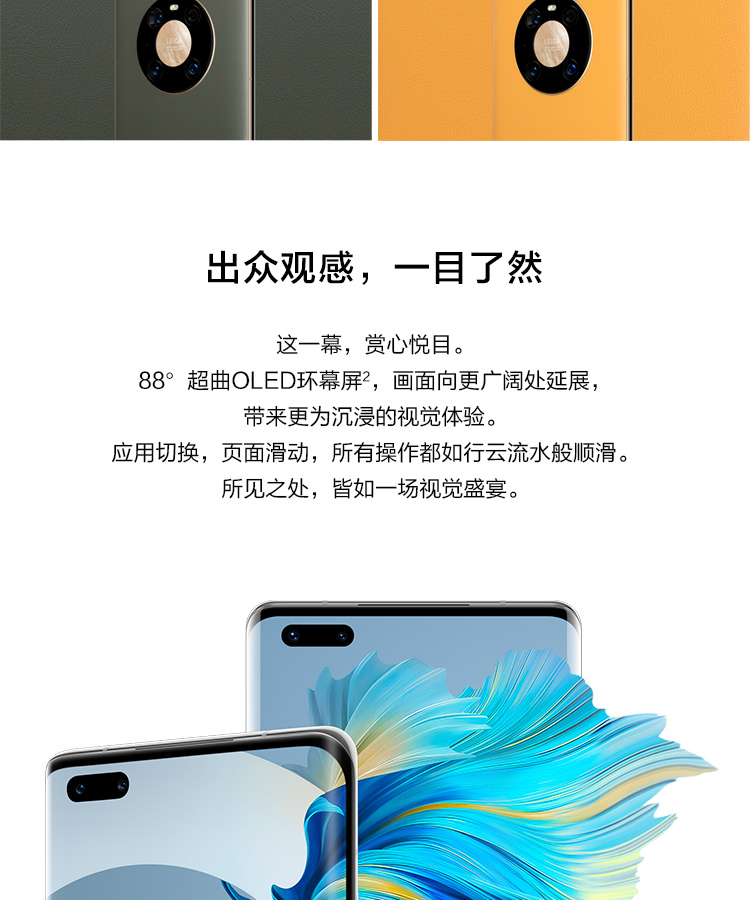 LEICA
出众观感，一目了然
这一幕，赏心悦目。
88°超曲OLED环幕屏²，画面向更广阔处延展，
带来更为沉浸的视觉体验。
应用切换，页面滑动，所有操作都如行云流水般顺滑。
所见之处，皆如一场视觉盛宴。